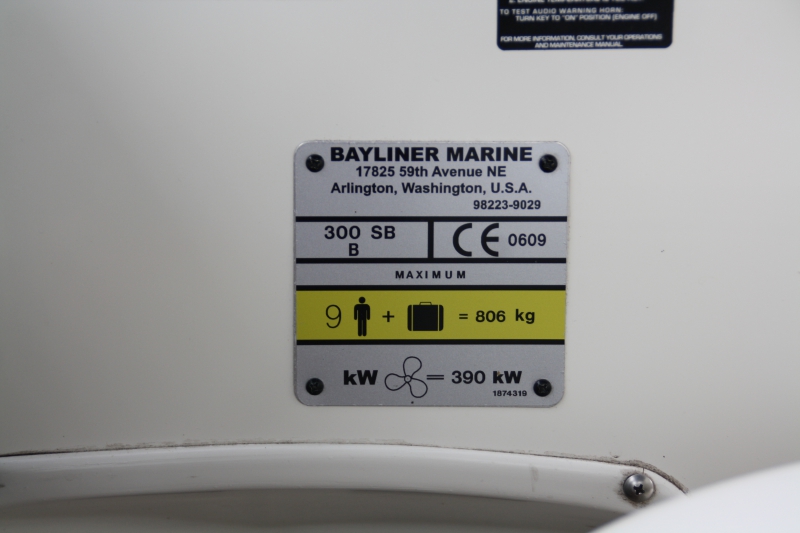 TO TEST AUDIO WARNING HORN:
TURN KEY TO "ON" POSITION (ENGINE OFF)
FOR MORE INFORMATION, CONSULT YOUR OPERATIONS
AND MAINTENANCE MANUAL.
BAYLINER MARINE
17825 59th Avenue NE
Arlington, Washington, U.S.A.
98223-9029
300 SB
B
CE 0609
MAXIMUM
9 + = 806 kg
kW = 390 kW
1874319